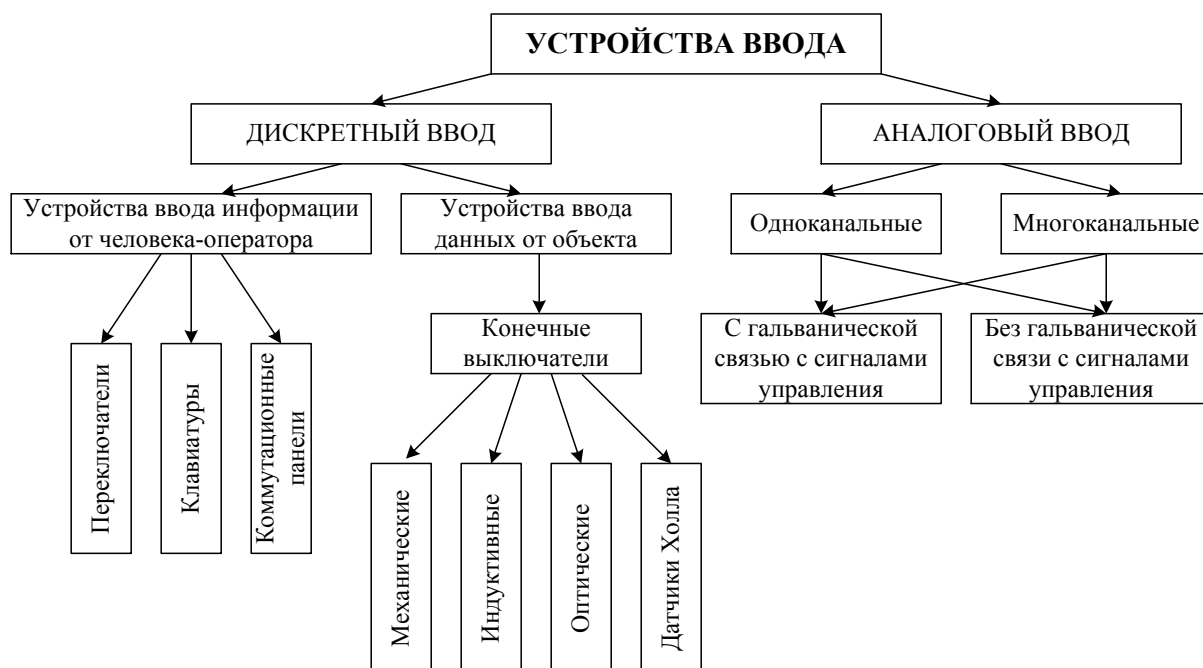 УСТРОЙСТВА ВВОДА
ДИСКРЕТНЫЙ ВВОД
АНАЛОГОВЫЙ ВВОД
Устройства ввода информации
от человека-оператора
Устройства ввода
данных от объекта
Одноканальные
Многоканальные
Конечные
выключатели
С гальванической
связью с сигналами
управления
Без гальванической
связи с сигналами
управления
Переключатели
Клавиатуры
Коммутационные
панели
Механические
Индуктивные
Оптические
Датчики Холла